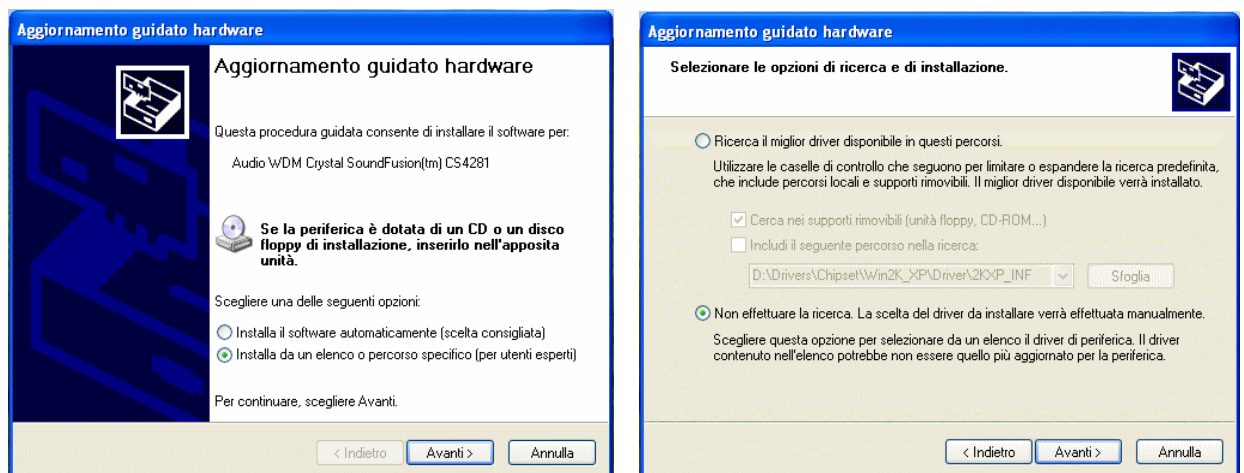 Aggiornamento guidato hardware
Aggiornamento guidato hardware
Questa procedura guidata consente di installare il software per:
Audio WDM Crystal SoundFusion(tm) CS4281
Se la periferica è dotata di un CD o un disco
floppy di installazione, inserirlo nell'apposita
unità.
Scegliere una delle seguenti opzioni:
Installa il software automaticamente (scelta consigliata)
Installa da un elenco o percorso specifico (per utenti esperti)
Per continuare, scegliere Avanti.
< Indietro
Avanti >
Annulla
Aggiornamento guidato hardware
Selezionare le opzioni di ricerca e di installazione.
Ricerca il miglior driver disponibile in questi percorsi.
Utilizzare le caselle di controllo che seguono per limitare o espandere la ricerca predefinita,
che include percorsi locali e supporti rimovibili. Il miglior driver disponibile verrà installato.
Cerca nei supporti rimovibili (unità floppy, CD-ROM...)
Includi il seguente percorso nella ricerca:
D:\Drivers\Chipset\Win2K_XP\Driver\2KXP_INF
Sfoglia
Non effettuare la ricerca. La scelta del driver da installare verrà effettuata manualmente.
Scegliere questa opzione per selezionare da un elenco il driver di periferica. Il driver
contenuto nell'elenco potrebbe non essere quello più aggiornato per la periferica.
< Indietro
Avanti >
Annulla